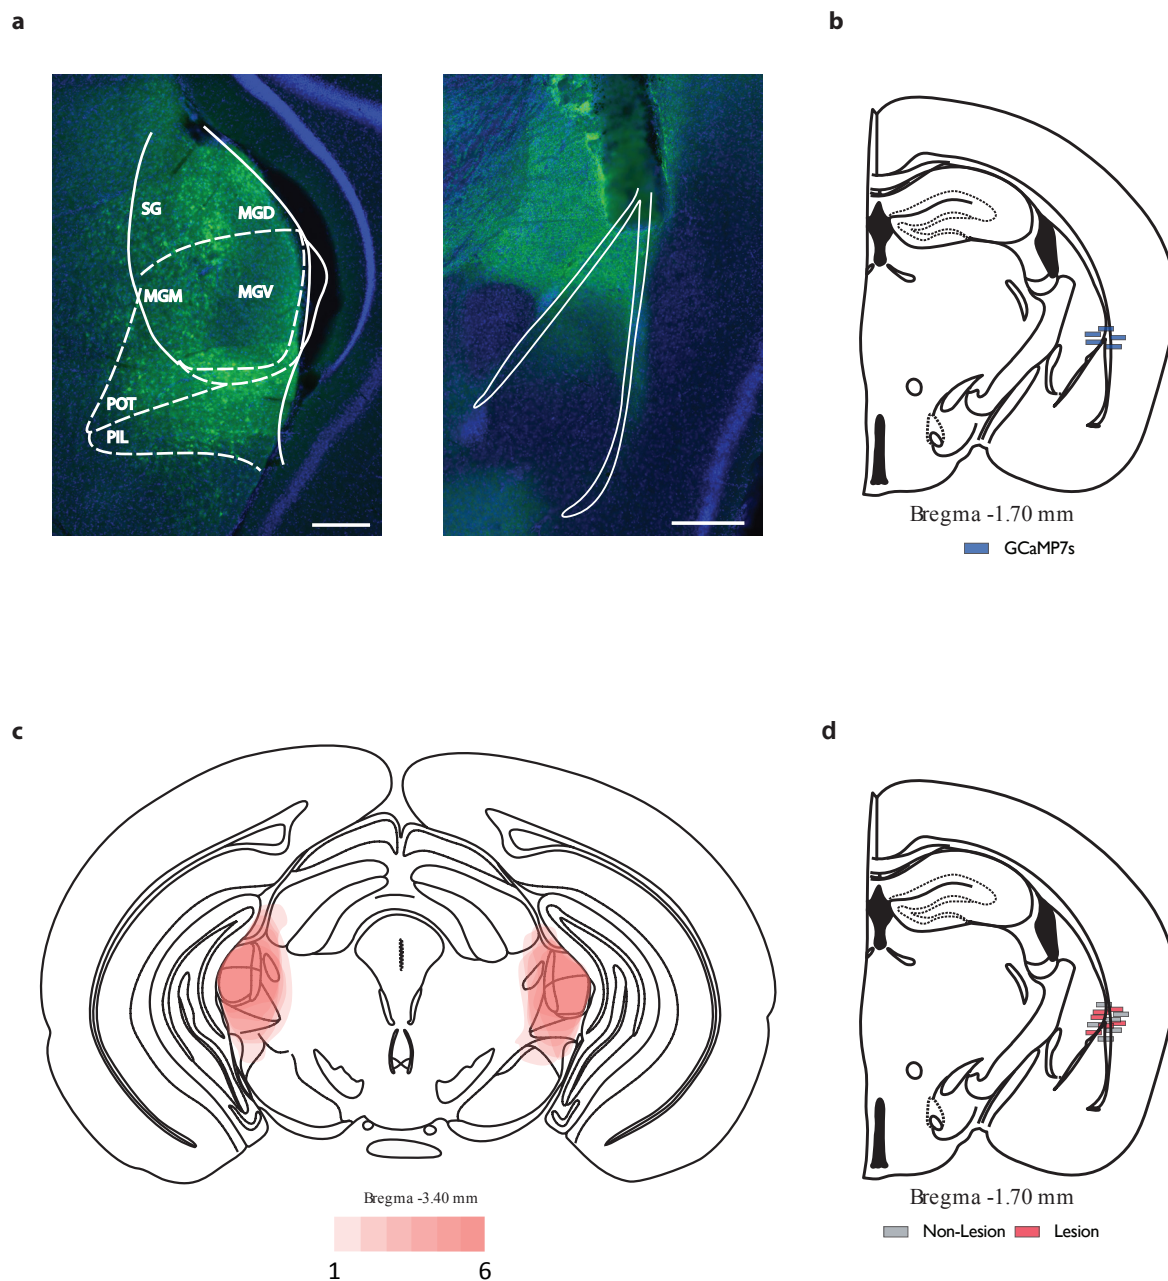 a
b
SG
MGD
MGM
MGV
POT
PIL
Bregma -1.70 mm
GCaMP7s
c
d
Bregma -3.40 mm
1
6
Bregma -1.70 mm
Non-Lesion
Lesion